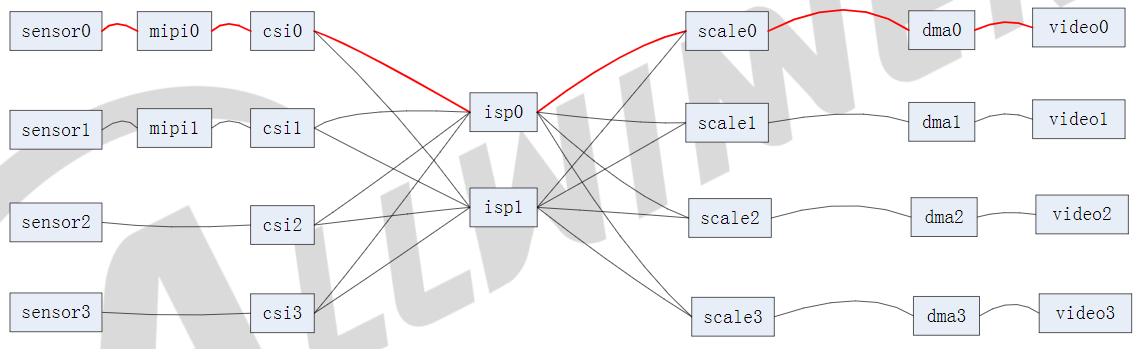 sensor0 mipi0 csi0 scale0 dma0 video0
isp0
sensor1 mipi1 csi1 scale1 dma1 video1
isp1
sensor2 csi2 scale2 dma2 video2
sensor3 csi3 scale3 dma3 video3
ALLWINNER